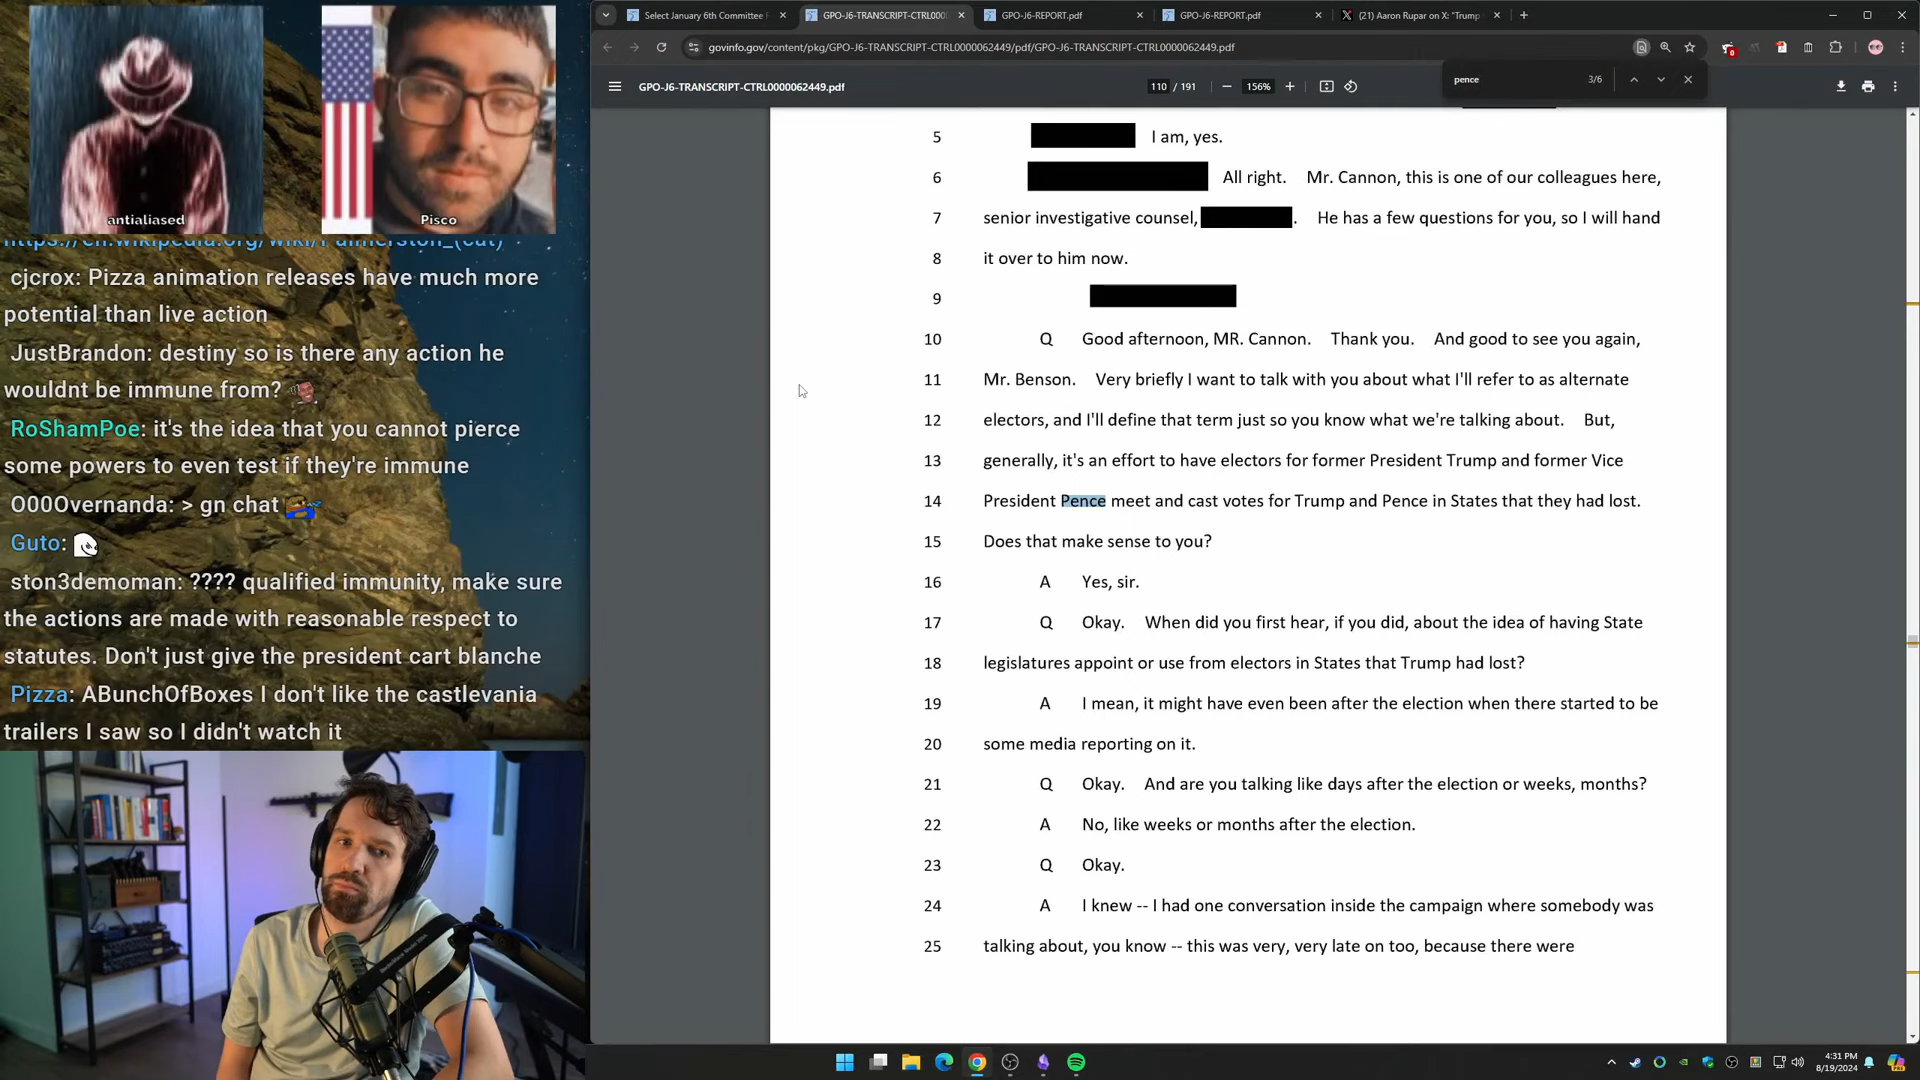 antialiased
Pisco
https://en.wikipedia.org/wiki/Palmerston_(cat)
cjcrox: Pizza animation releases have much more
potential than live action
JustBrandon: destiny so is there any action he
wouldnt be immune from?
RoShamPoe: it's the idea that you cannot pierce
some powers to even test if they're immune
O00Overnanda: > gn chat
Guto:
ston3demoman: ???? qualified immunity, make sure
the actions are made with reasonable respect to
statutes. Don't just give the president cart blanche
Pizza: ABunchOfBoxes I don't like the castlevania
trailers I saw so I didn't watch it
Select January 6th Committee F
GPO-J6-TRANSCRIPT-CTRL0000
GPO-J6-REPORT.pdf
GPO-J6-REPORT.pdf
(21) Aaron Rupar on X: "Trump
govinfo.gov/content/pkg/GPO-J6-TRANSCRIPT-CTRL0000062449/pdf/GPO-J6-TRANSCRIPT-CTRL0000062449.pdf
0
pence 3/6
GPO-J6-TRANSCRIPT-CTRL0000062449.pdf
110 / 191
156%
5 I am, yes.
6 All right. Mr. Cannon, this is one of our colleagues here,
7 senior investigative counsel, . He has a few questions for you, so I will hand
8 it over to him now.
9
10 Q Good afternoon, MR. Cannon. Thank you. And good to see you again,
11 Mr. Benson. Very briefly I want to talk with you about what I'll refer to as alternate
12 electors, and I'll define that term just so you know what we're talking about. But,
13 generally, it's an effort to have electors for former President Trump and former Vice
14 President Pence meet and cast votes for Trump and Pence in States that they had lost.
15 Does that make sense to you?
16 A Yes, sir.
17 Q Okay. When did you first hear, if you did, about the idea of having State
18 legislatures appoint or use from electors in States that Trump had lost?
19 A I mean, it might have even been after the election when there started to be
20 some media reporting on it.
21 Q Okay. And are you talking like days after the election or weeks, months?
22 A No, like weeks or months after the election.
23 Q Okay.
24 A I knew -- I had one conversation inside the campaign where somebody was
25 talking about, you know -- this was very, very late on too, because there were
4:31 PM
8/19/2024